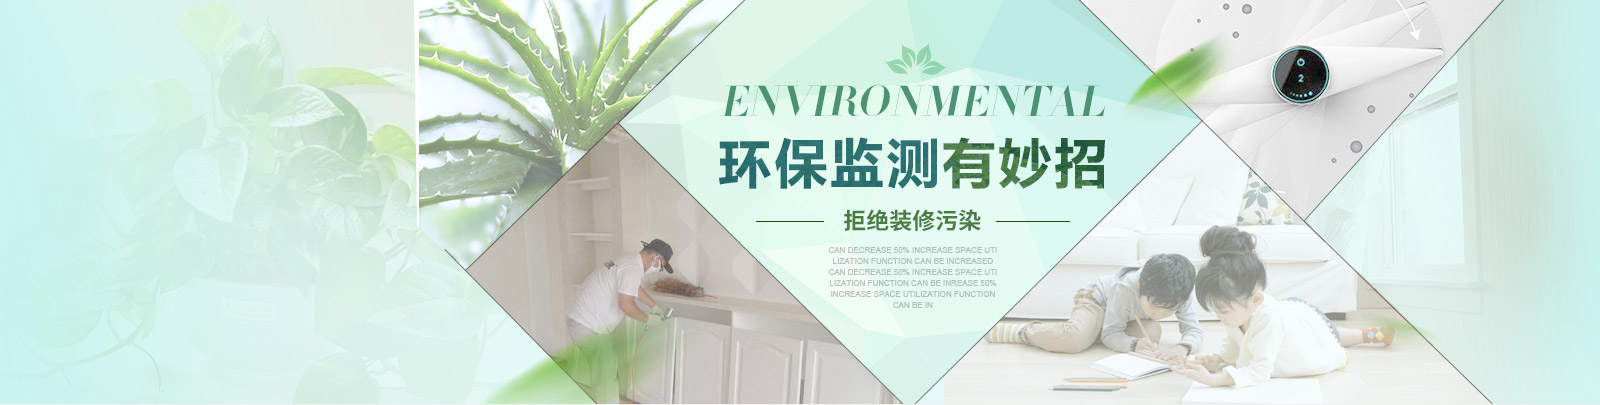 ENVIRONMENTAL
环保监测有妙招
拒绝装修污染
CAN DECREASE 50% INCREASE SPACE UTI
LIZATION FUNCTION CAN BE INCREASED
CAN DECREASE 50% INCREASE SPACE UTI
LIZATION FUNCTION CAN BE INREASE 50%
INCREASE SPACE UTILIZATION FUNCTION
CAN BE IN
2